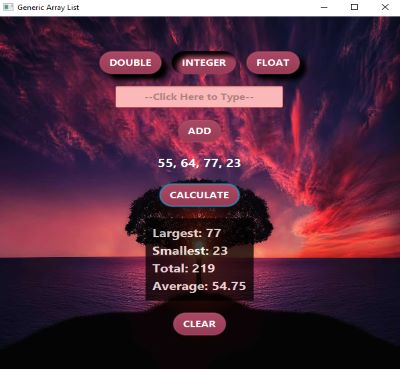 Generic Array List
DOUBLE INTEGER FLOAT
--Click Here to Type--
ADD
55, 64, 77, 23
CALCULATE
Largest: 77
Smallest: 23
Total: 219
Average: 54.75
CLEAR